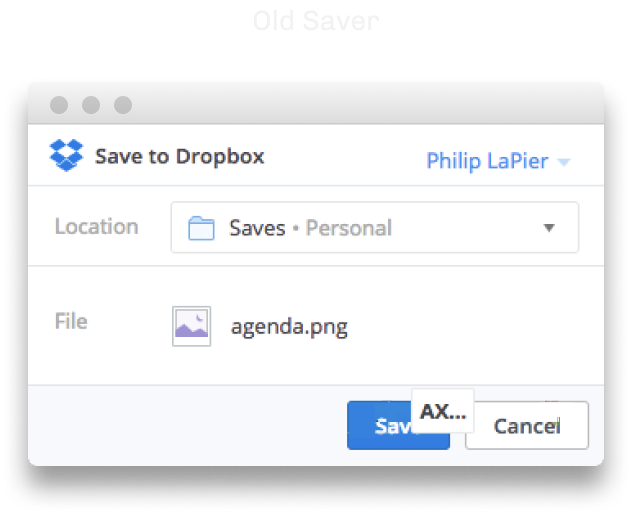 Old Saver
Save to Dropbox
Philip LaPier
Location
Saves • Personal
File
agenda.png
Sav
AX...
Cancel